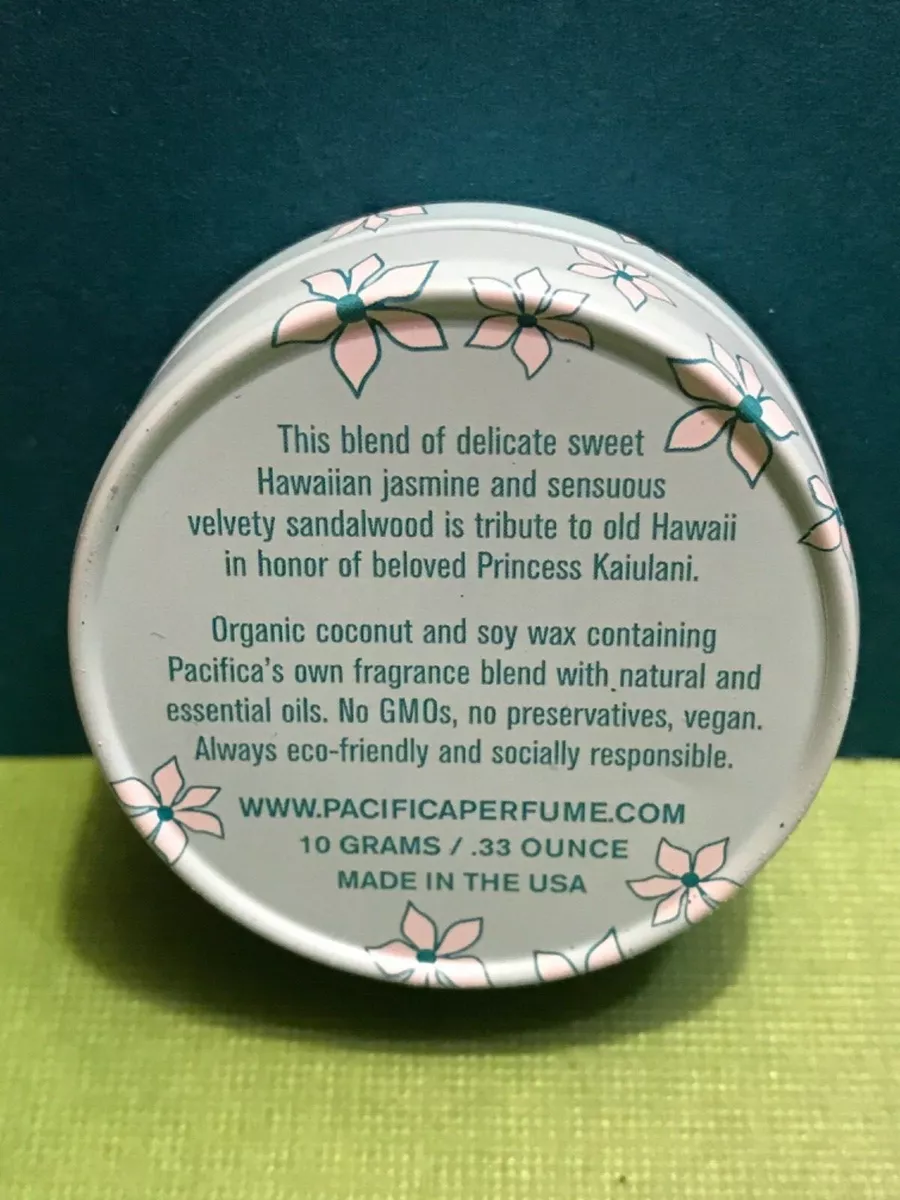 This blend of delicate sweet
Hawaiian jasmine and sensuous
velvety sandalwood is tribute to old Hawaii
in honor of beloved Princess Kaiulani.
Organic coconut and soy wax containing
Pacifica's own fragrance blend with natural and
essential oils. No GMOs, no preservatives, vegan.
Always eco-friendly and socially responsible.
WWW.PACIFICAPERFUME.COM
10 GRAMS / .33 OUNCE
MADE IN THE USA